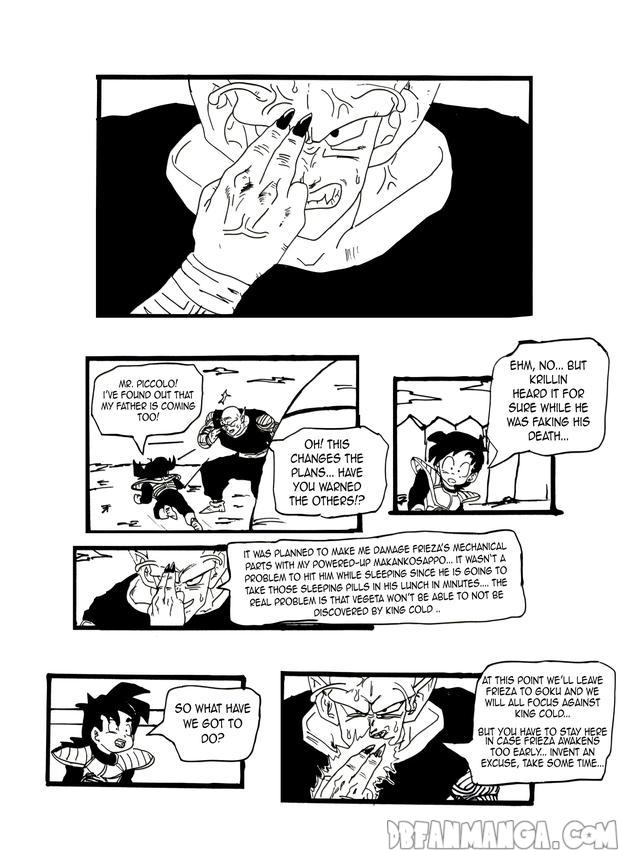 MR. PICCOLO!
I'VE FOUND OUT THAT
MY FATHER IS COMING
TOO!
OH! THIS
CHANGES THE
PLANS... HAVE
YOU WARNED
THE OTHERS!?
EHM, NO... BUT
KRILLIN
HEARD IT FOR
SURE WHILE HE
WAS FAKING HIS
DEATH...
IT WAS PLANNED TO MAKE ME DAMAGE FRIEZA'S MECHANICAL
PARTS WITH MY POWERED-UP MAKANKOSAPPO... IT WASN'T A
PROBLEM TO HIT HIM WHILE SLEEPING SINCE HE IS GOING TO
TAKE THOSE SLEEPING PILLS IN HIS LUNCH IN MINUTES.... THE
REAL PROBLEM IS THAT VEGETA WON'T BE ABLE TO NOT BE
DISCOVERED BY KING COLD ..
SO WHAT HAVE
WE GOT TO
DO?
AT THIS POINT WE'LL LEAVE
FRIEZA TO GOKU AND WE
WILL ALL FOCUS AGAINST
KING COLD...
BUT YOU HAVE TO STAY HERE
IN CASE FRIEZA AWAKENS
TOO EARLY... INVENT AN
EXCUSE, TAKE SOME TIME...
DBFANMANGA.COM